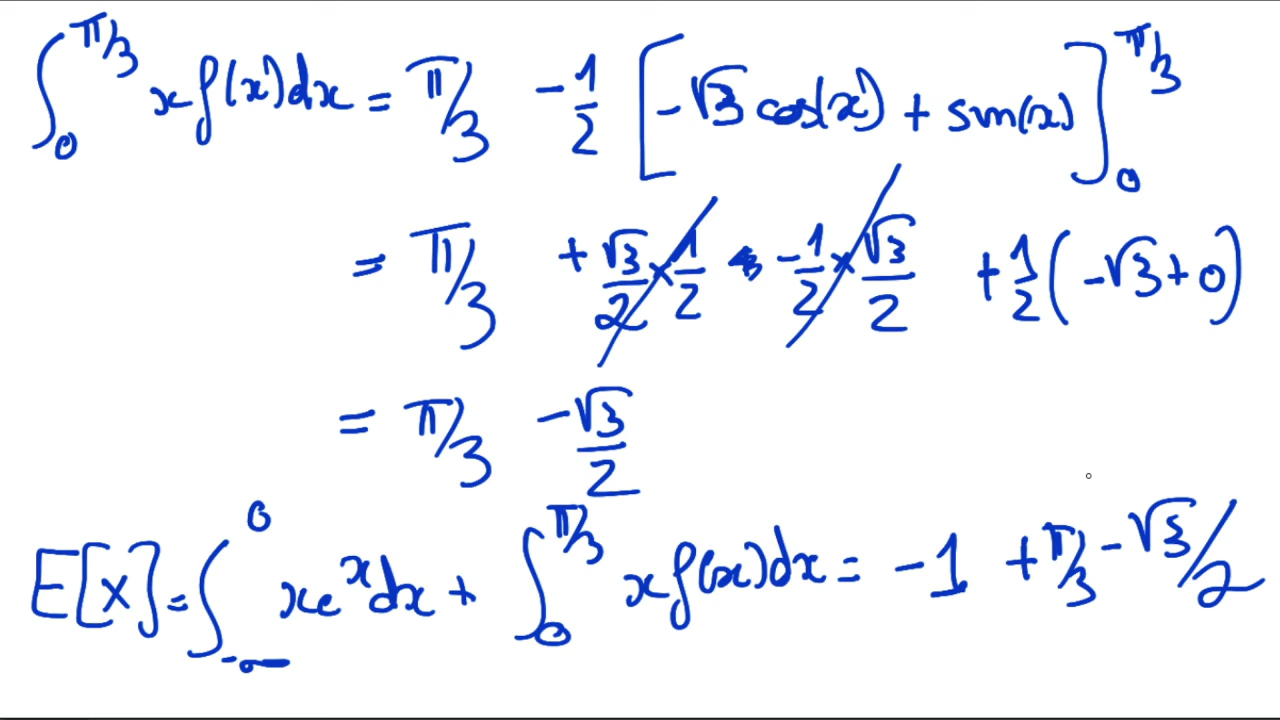 ∫₀^{π/3} x f(x) dx = π/3 - 1/2 [-√3 cos(x) + sin(x)]₀^{π/3}
= π/3 + √3/2 × 1/2 - 1/2 × √3/2 + 1/2 (-√3 + 0)
= π/3 - √3/2
E[X] = ∫_{-∞}^{0} x e^x dx + ∫₀^{π/3} x f(x) dx = -1 + π/3 - √3/2